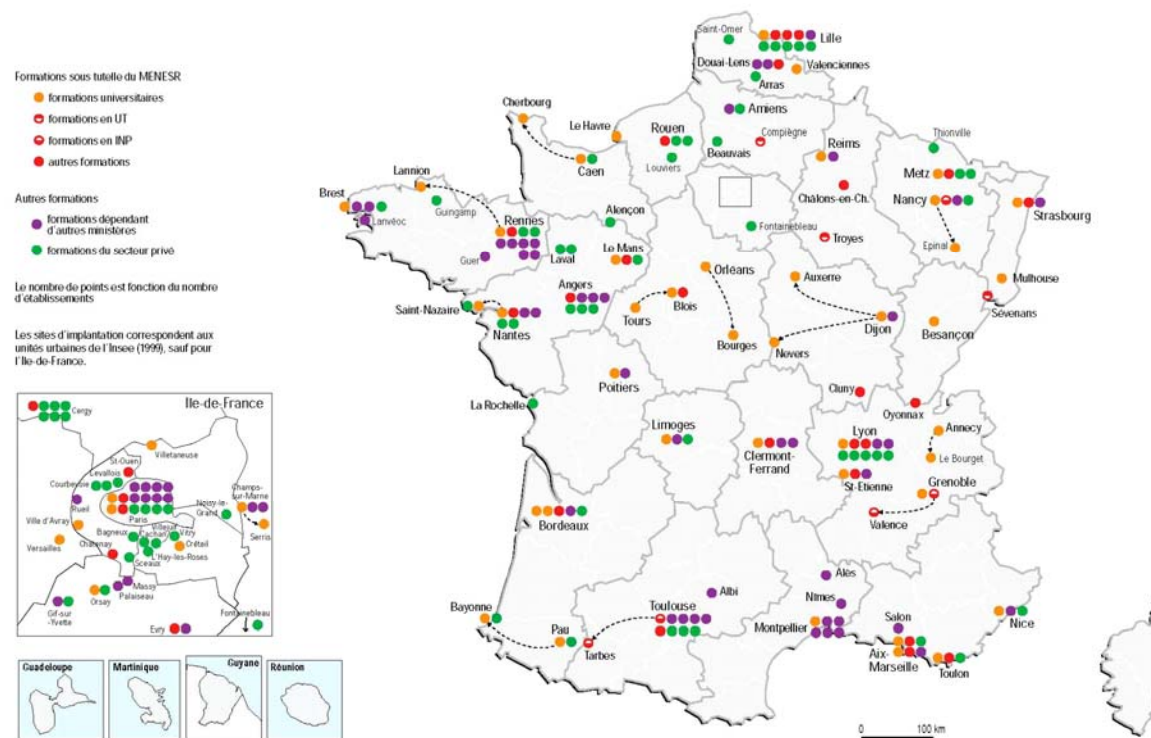 Formations sous tutelle du MENESR
formations universitaires
formations en UT
formations en INP
autres formations
Autres formations
formations dépendant
d'autres ministères
formations du secteur privé
Le nombre de points est fonction du nombre
d'établissements
Les sites d'implantation correspondent aux
unités urbaines de l'Insee (1999), sauf pour
l'Ile-de-France.
Saint-Omer
Lille
Douai-Lens
Valenciennes
Arras
Cherbourg
Le Havre
Amiens
Rouen
Compiègne
Beauvais
Louviers
Caen
Reims
Thionville
Metz
Châlons-en-Ch.
Nancy
Strasbourg
Lannion
Brest
Guingamp
Lanvéoc
Rennes
Alençon
Fontainebleau
Troyes
Epinal
Guer
Laval
Le Mans
Orléans
Auxerre
Mulhouse
Sévenans
Angers
Saint-Nazaire
Nantes
Blois
Tours
Bourges
Dijon
Nevers
Besançon
Poitiers
Cluny
Oyonnax
La Rochelle
Limoges
Clermont-
Ferrand
Lyon
Annecy
Le Bourget
St-Etienne
Grenoble
Valence
Bordeaux
Albi
Alès
Nîmes
Bayonne
Pau
Toulouse
Tarbes
Montpellier
Salon
Nice
Aix-
Marseille
Toulon
0 100 km
Ile-de-France
Cergy
Villetaneuse
St-Ouen
Levallois
Courbevoie
Champs-
sur-Marne
Rueil
Noisy-le-
Grand
Paris
Ville d'Avray
Serris
Bagneux
Villejuif
Cachan
Vitry
Versailles
Châtenay
Créteil
L'Hay-les-Roses
Sceaux
Massy
Palaiseau
Gif-sur
-Yvette
Orsay
Evry
Fontainebleau
Guadeloupe
Martinique
Guyane
Réunion